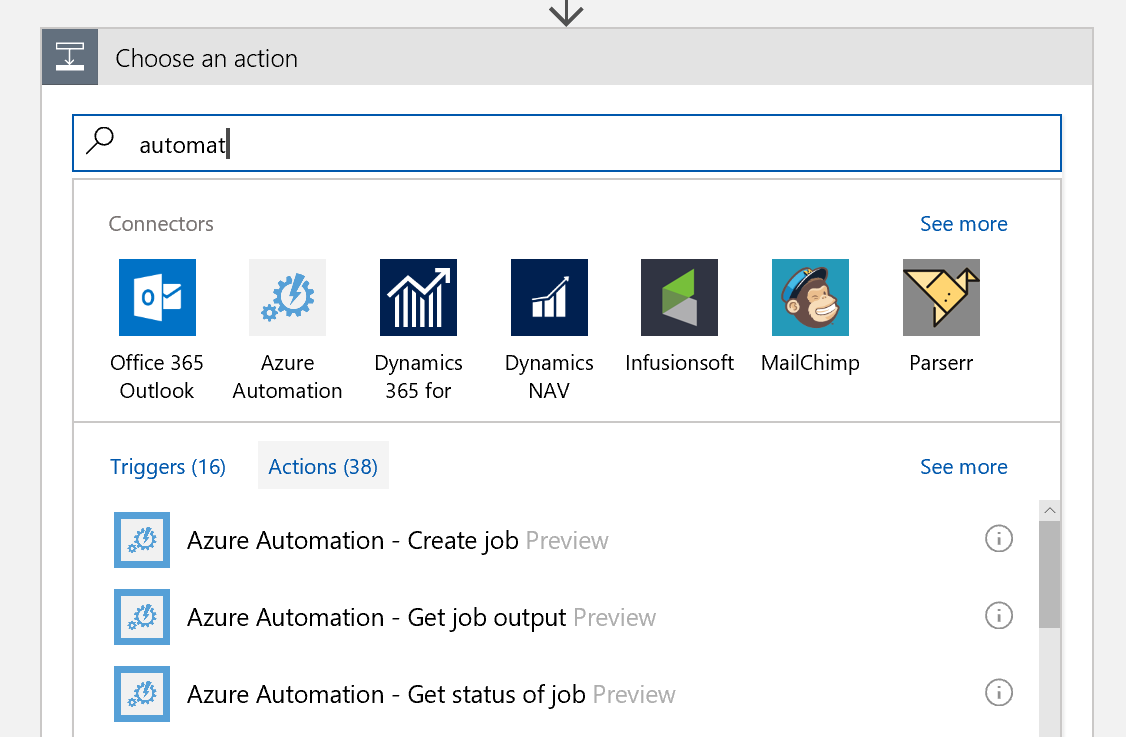 Choose an action
automat
Connectors
See more
Office 365
Outlook
Azure
Automation
Dynamics
365 for
Dynamics
NAV
Infusionsoft
MailChimp
Parserr
Triggers (16)
Actions (38)
See more
Azure Automation - Create job Preview
Azure Automation - Get job output Preview
Azure Automation - Get status of job Preview